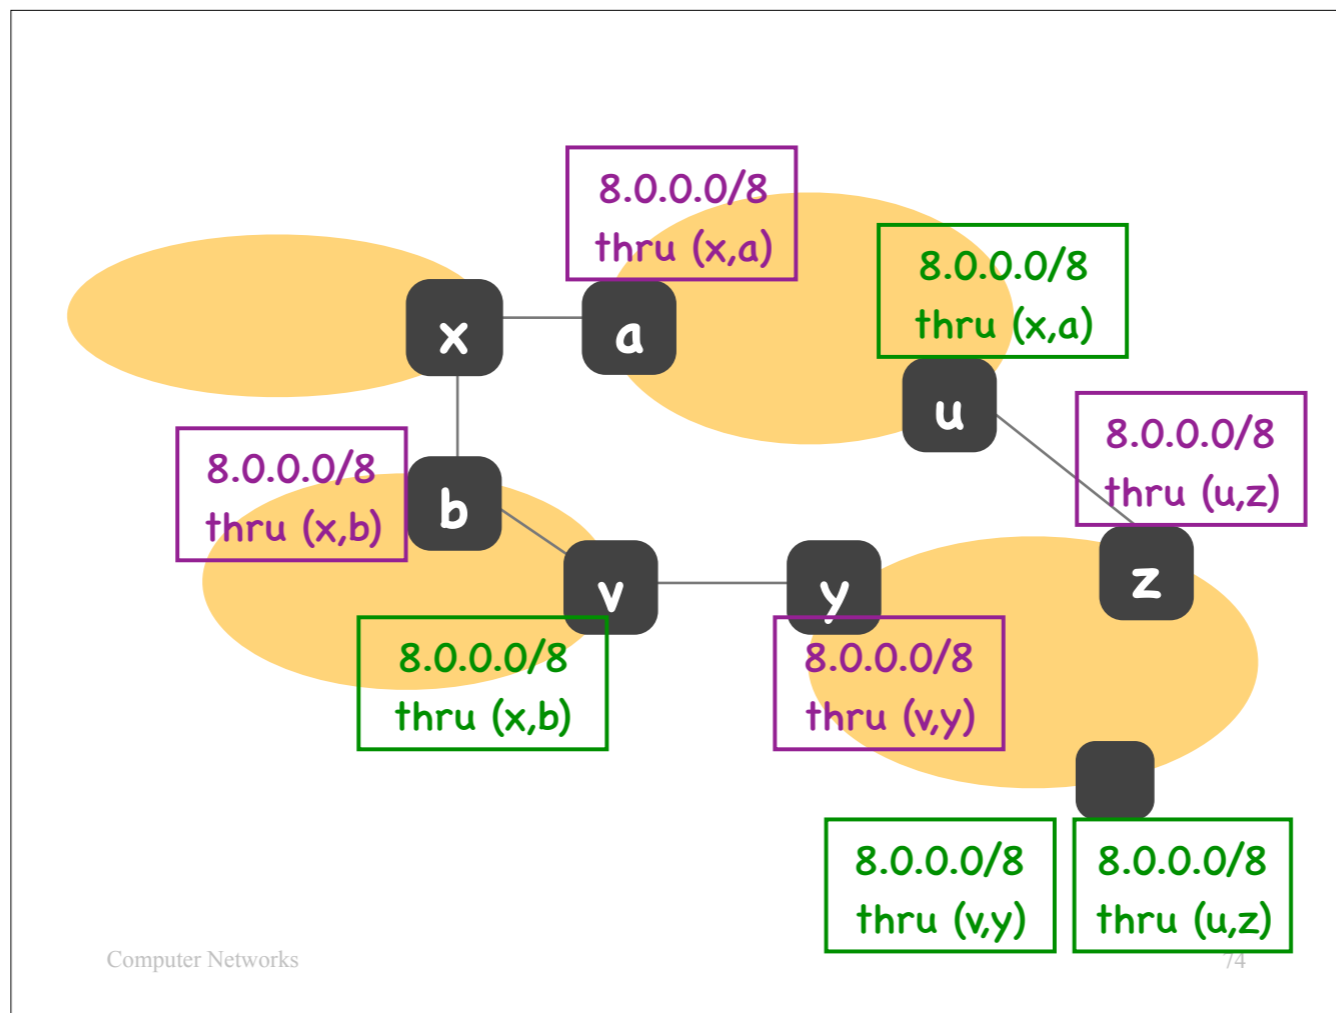 8.0.0.0/8
thru (x,a)
8.0.0.0/8
thru (x,a)
x
a
u
8.0.0.0/8
thru (x,b)
b
8.0.0.0/8
thru (u,z)
v
y
z
8.0.0.0/8
thru (x,b)
8.0.0.0/8
thru (v,y)
8.0.0.0/8
thru (v,y)
8.0.0.0/8
thru (u,z)
Computer Networks
74